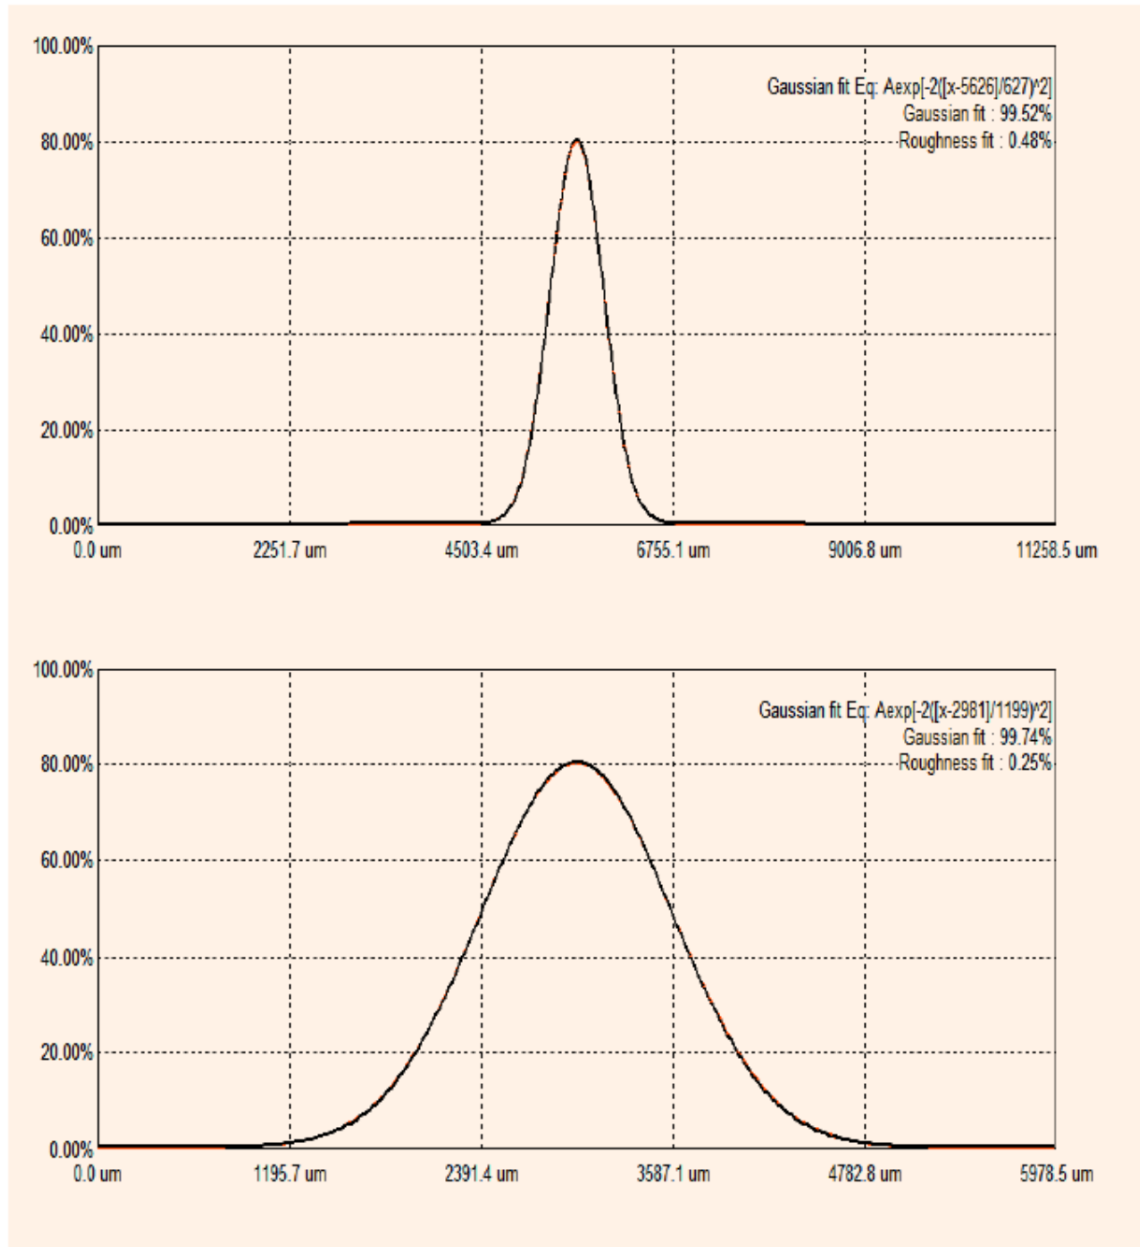 100.00%
Gaussian fit Eq: Aexp[-2([x-5626]/627)^2]
Gaussian fit : 99.52%
Roughness fit : 0.48%
80.00%
60.00%
40.00%
20.00%
0.00%
0.0 um 2251.7 um 4503.4 um 6755.1 um 9006.8 um 11258.5 um
100.00%
Gaussian fit Eq: Aexp[-2([x-2981]/1199)^2]
Gaussian fit : 99.74%
Roughness fit : 0.25%
80.00%
60.00%
40.00%
20.00%
0.00%
0.0 um 1195.7 um 2391.4 um 3587.1 um 4782.8 um 5978.5 um